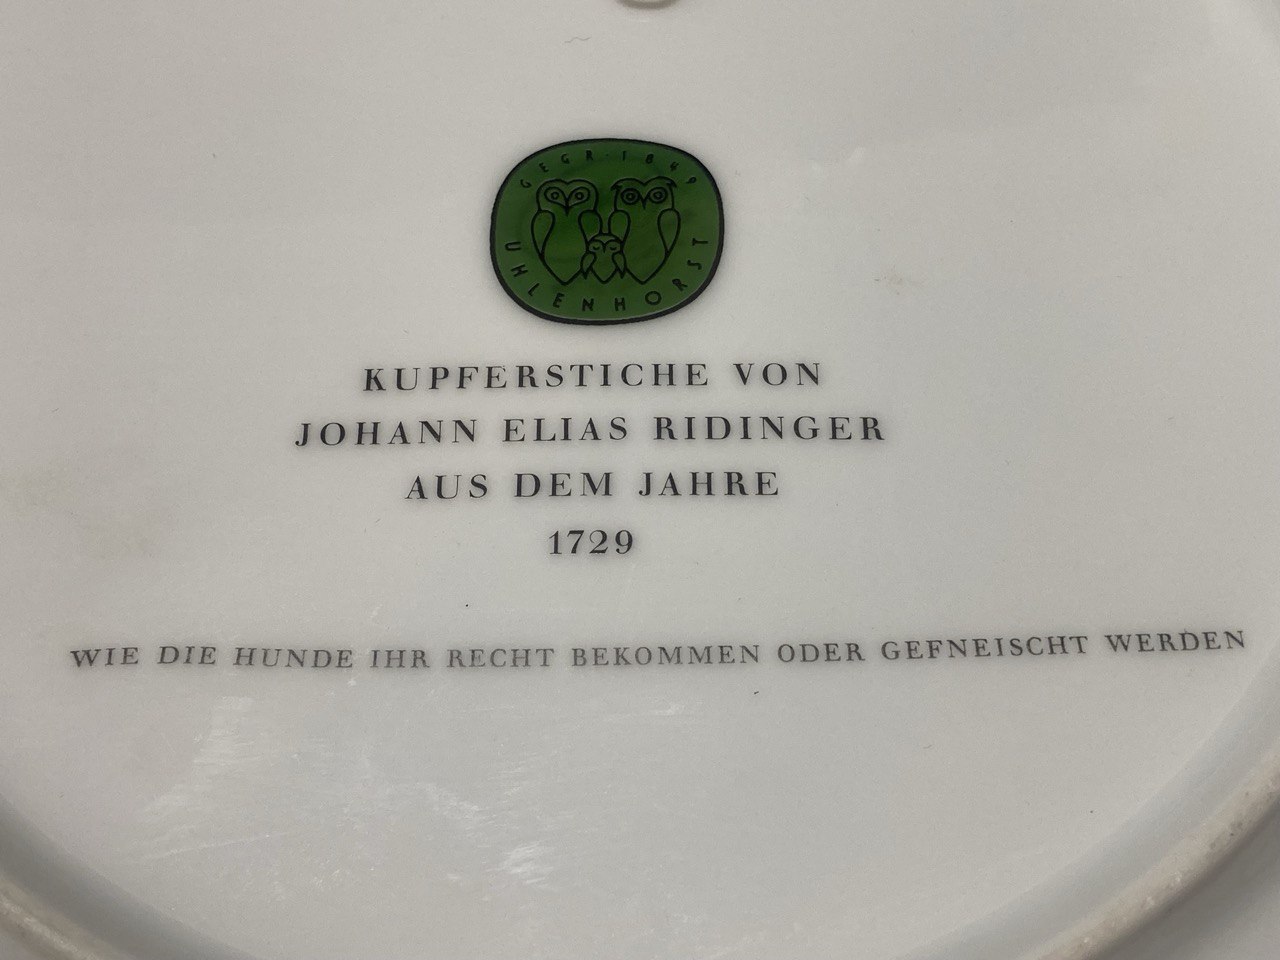 GEGR·1849
UHLENHORST
KUPFERSTICHE VON
JOHANN ELIAS RIDINGER
AUS DEM JAHRE
1729
WIE DIE HUNDE IHR RECHT BEKOMMEN ODER GEFNEISCHT WERDEN